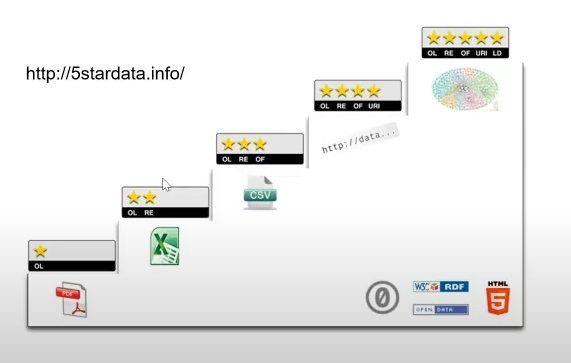 OL RE OF URI LD
http://5stardata.info/
OL RE OF URI
http://data...
OL RE OF
CSV
OL RE
X
OL
PDF
0
W3C RDF
OPEN DATA
HTML
5